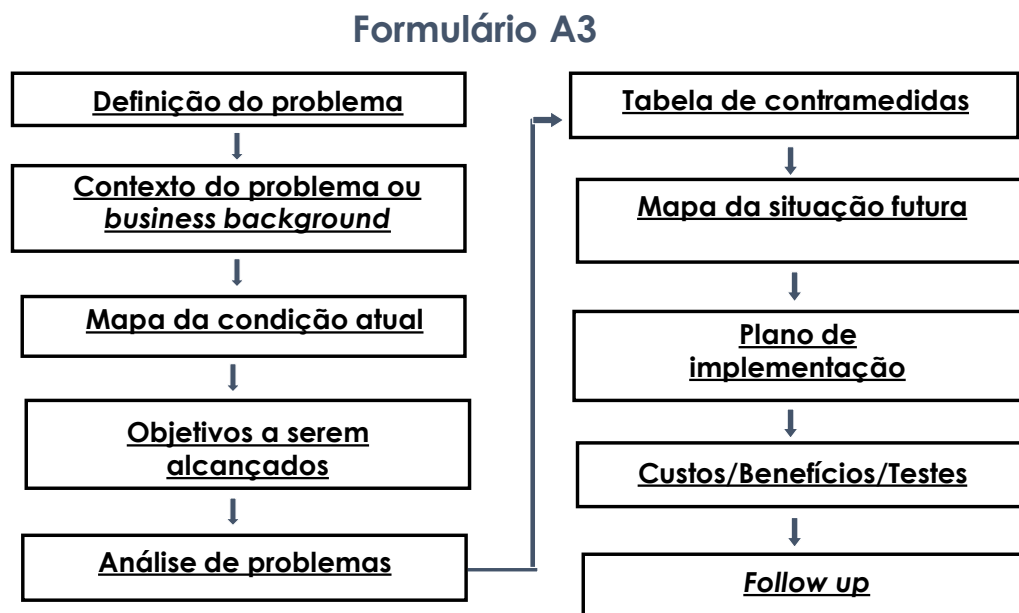 Formulário A3
Definição do problema
Contexto do problema ou
business background
Mapa da condição atual
Objetivos a serem
alcançados
Análise de problemas
Tabela de contramedidas
Mapa da situação futura
Plano de
implementação
Custos/Benefícios/Testes
Follow up